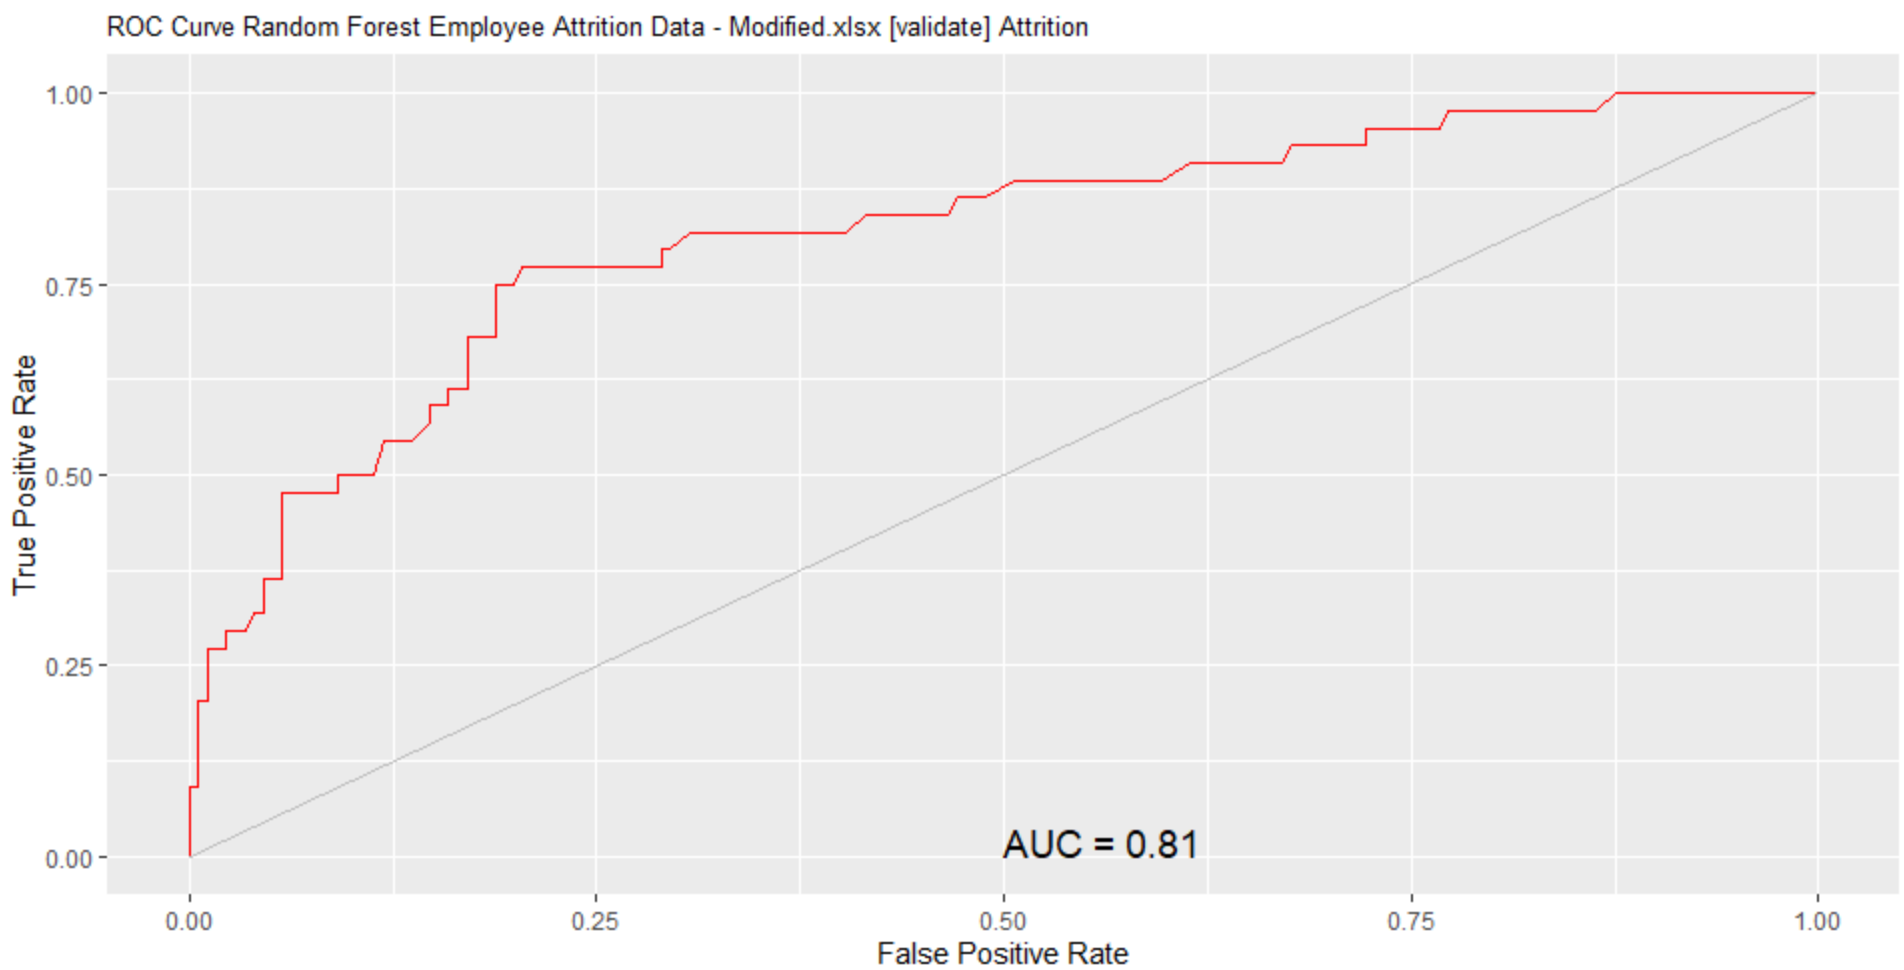 ROC Curve Random Forest Employee Attrition Data - Modified.xlsx [validate] Attrition
1.00
0.75
0.50
0.25
0.00
True Positive Rate
AUC = 0.81
0.00 0.25 0.50 0.75 1.00
False Positive Rate